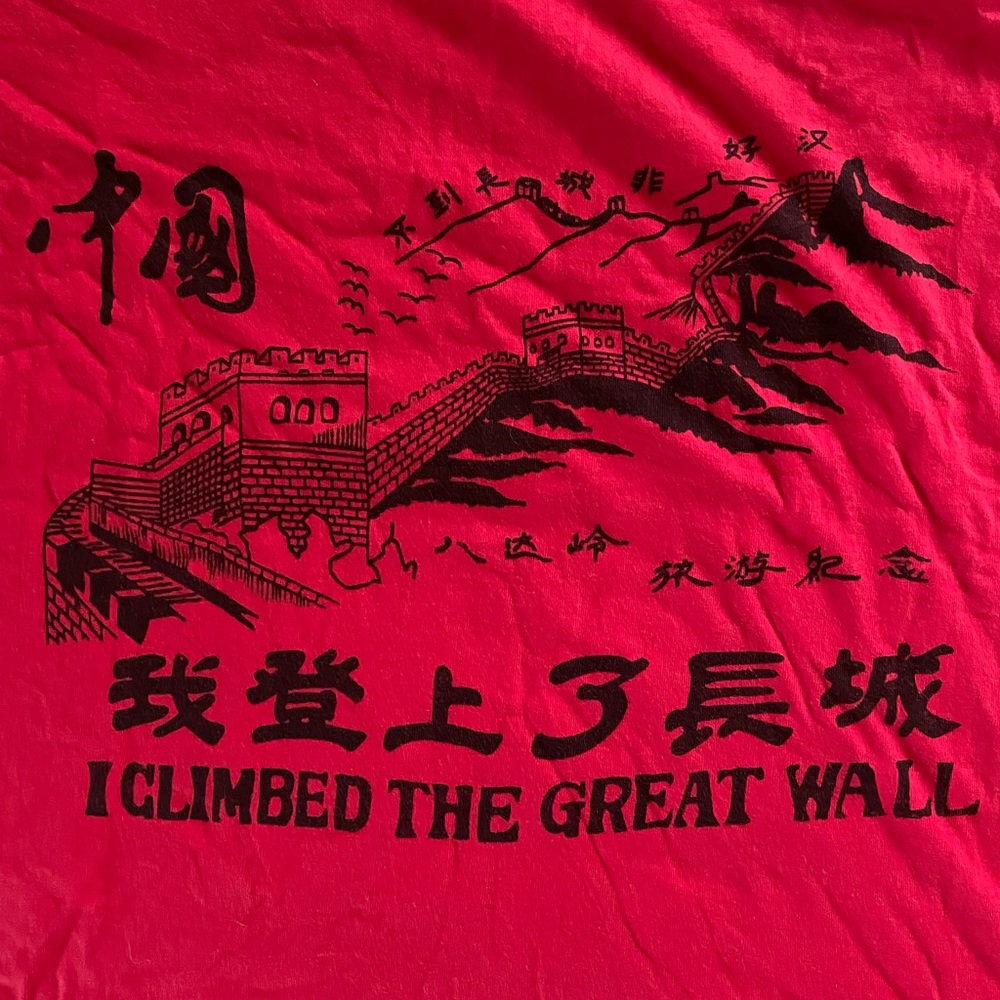 中國
不到長城非好汉
八达岭
旅游紀念
我登上了長城
I CLIMBED THE GREAT WALL